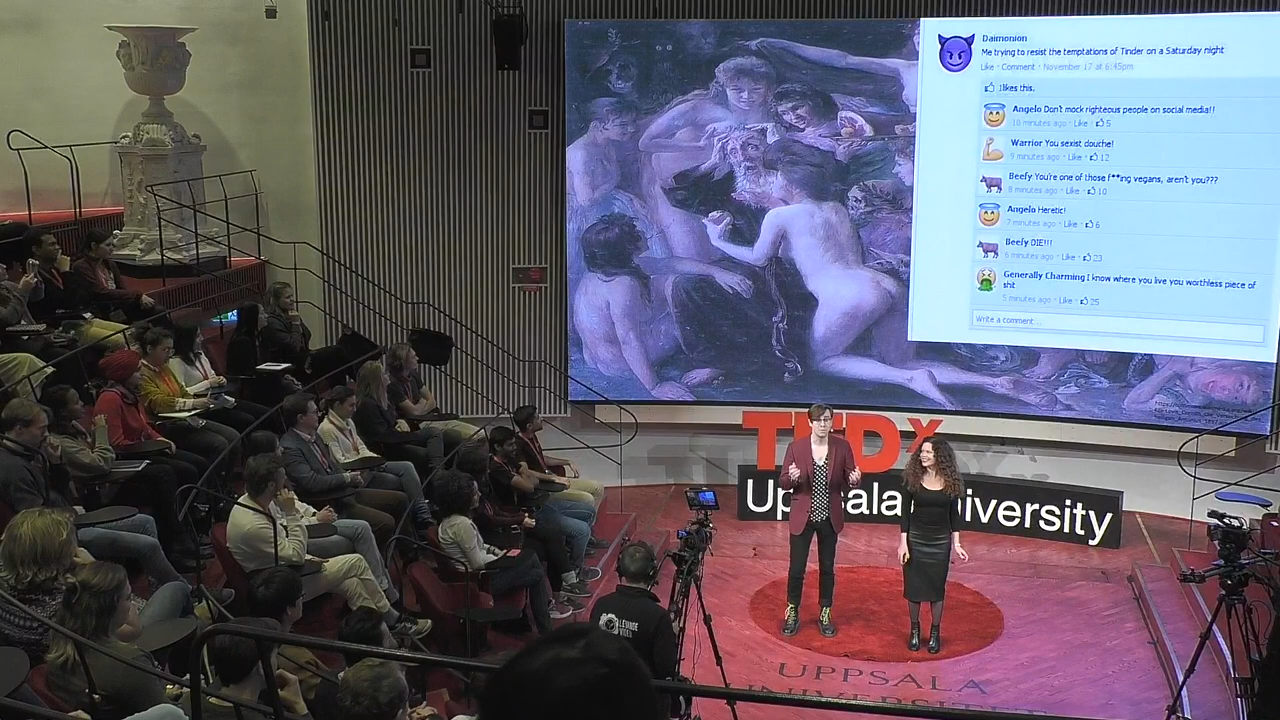 Daimonion
Me trying to resist the temptations of Tinder on a Saturday night
Like · Comment · November 17 at 6:45pm
1likes this.
Angelo Don't mock righteous people on social media!!
10 minutes ago · Like · 5
Warrior You sexist douche!
9 minutes ago · Like · 12
Beefy You're one of those f**ing vegans, aren't you???
8 minutes ago · Like · 10
Angelo Heretic!
7 minutes ago · Like · 6
Beefy DIE!!!
6 minutes ago · Like · 23
Generally Charming I know where you live you worthless piece of
shit
5 minutes ago · Like · 25
Write a comment...
TEDx
Uppsala University
LEVANDE
VIDEO
UPPSALA
UNIVERSITET